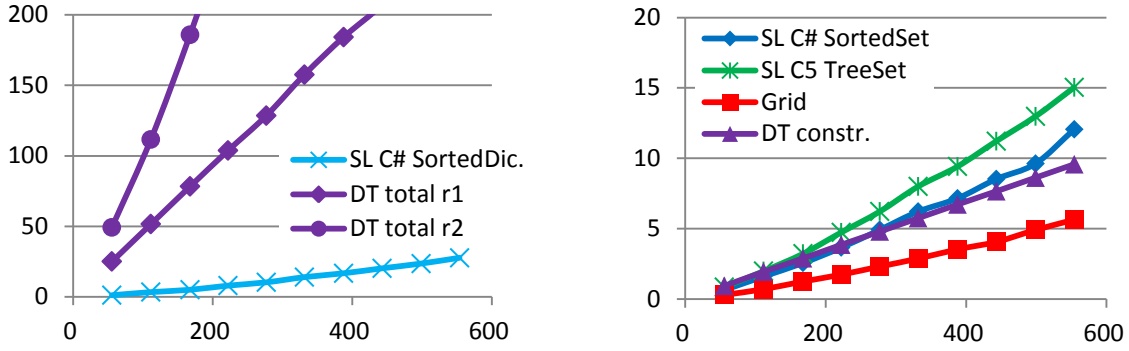 200
150
100
50
0
0 200 400 600
SL C# SortedDic.
DT total r1
DT total r2
20
15
10
5
0
0 200 400 600
SL C# SortedSet
SL C5 TreeSet
Grid
DT constr.